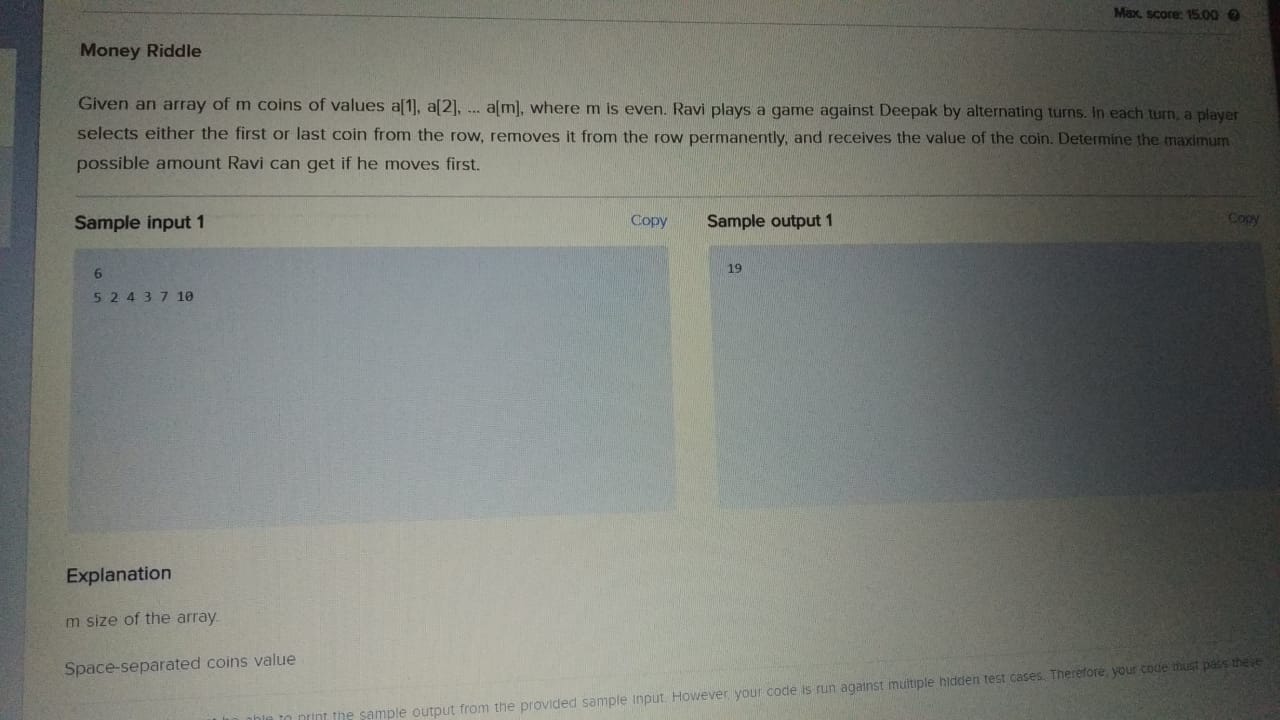 Max. score: 15.00
Money Riddle
Given an array of m coins of values a[1], a[2], ... a[m], where m is even. Ravi plays a game against Deepak by alternating turns. In each turn, a player
selects either the first or last coin from the row, removes it from the row permanently, and receives the value of the coin. Determine the maximum
possible amount Ravi can get if he moves first.
Sample input 1
Copy
Sample output 1
Copy
6
5 2 4 3 7 10
19
Explanation
m size of the array.
Space-separated coins value
able to print the sample output from the provided sample input. However, your code is run against multiple hidden test cases. Therefore, your code must pass these